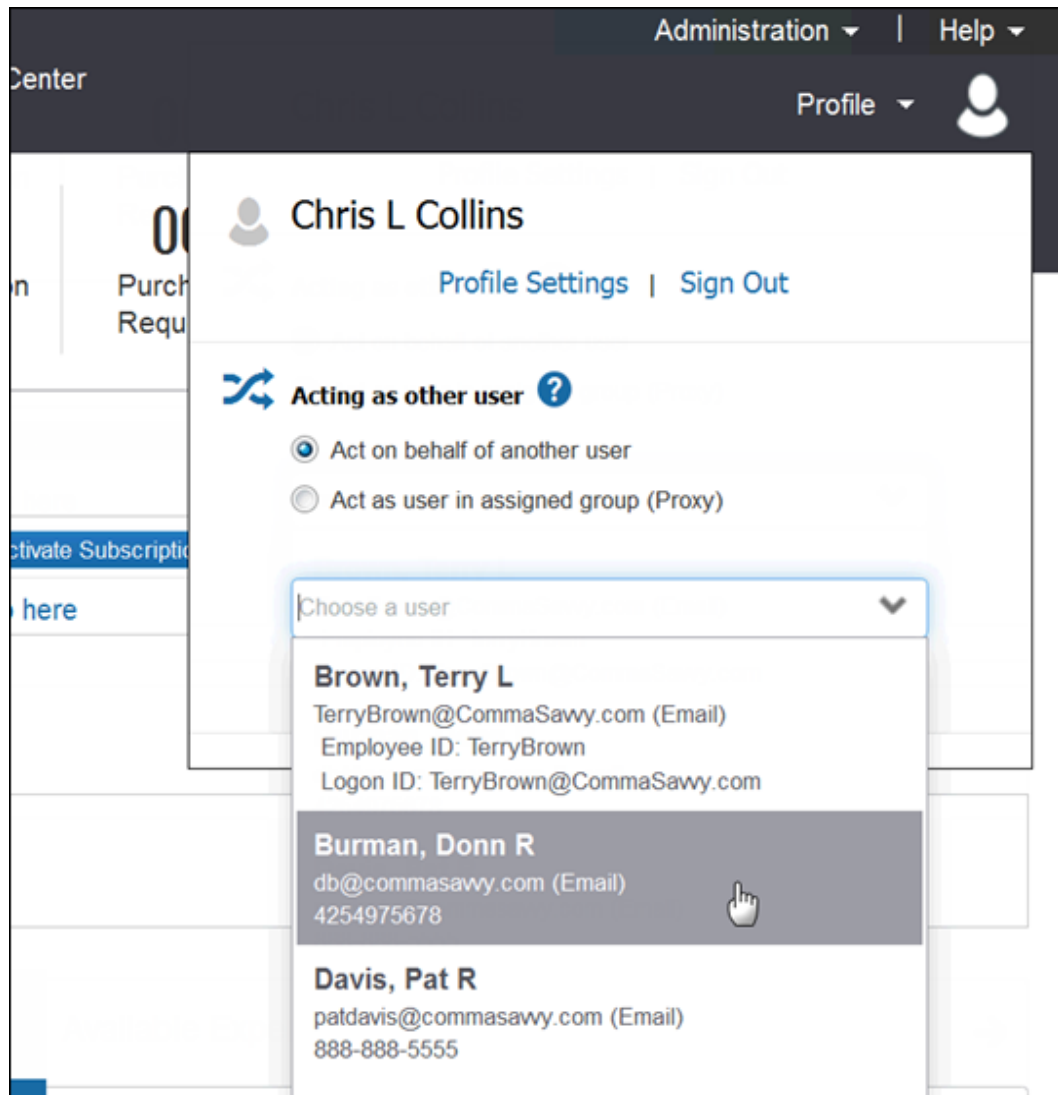 Administration | Help
Center
Profile
Chris L Collins
Profile Settings | Sign Out
Purch
Requ
Acting as other user ?
Act on behalf of another user
Act as user in assigned group (Proxy)
ctivate Subscriptio
here
Choose a user
Brown, Terry L
TerryBrown@CommaSavvy.com (Email)
Employee ID: TerryBrown
Logon ID: TerryBrown@CommaSavvy.com
Burman, Donn R
db@commasavvy.com (Email)
4254975678
Davis, Pat R
patdavis@commasavvy.com (Email)
888-888-5555